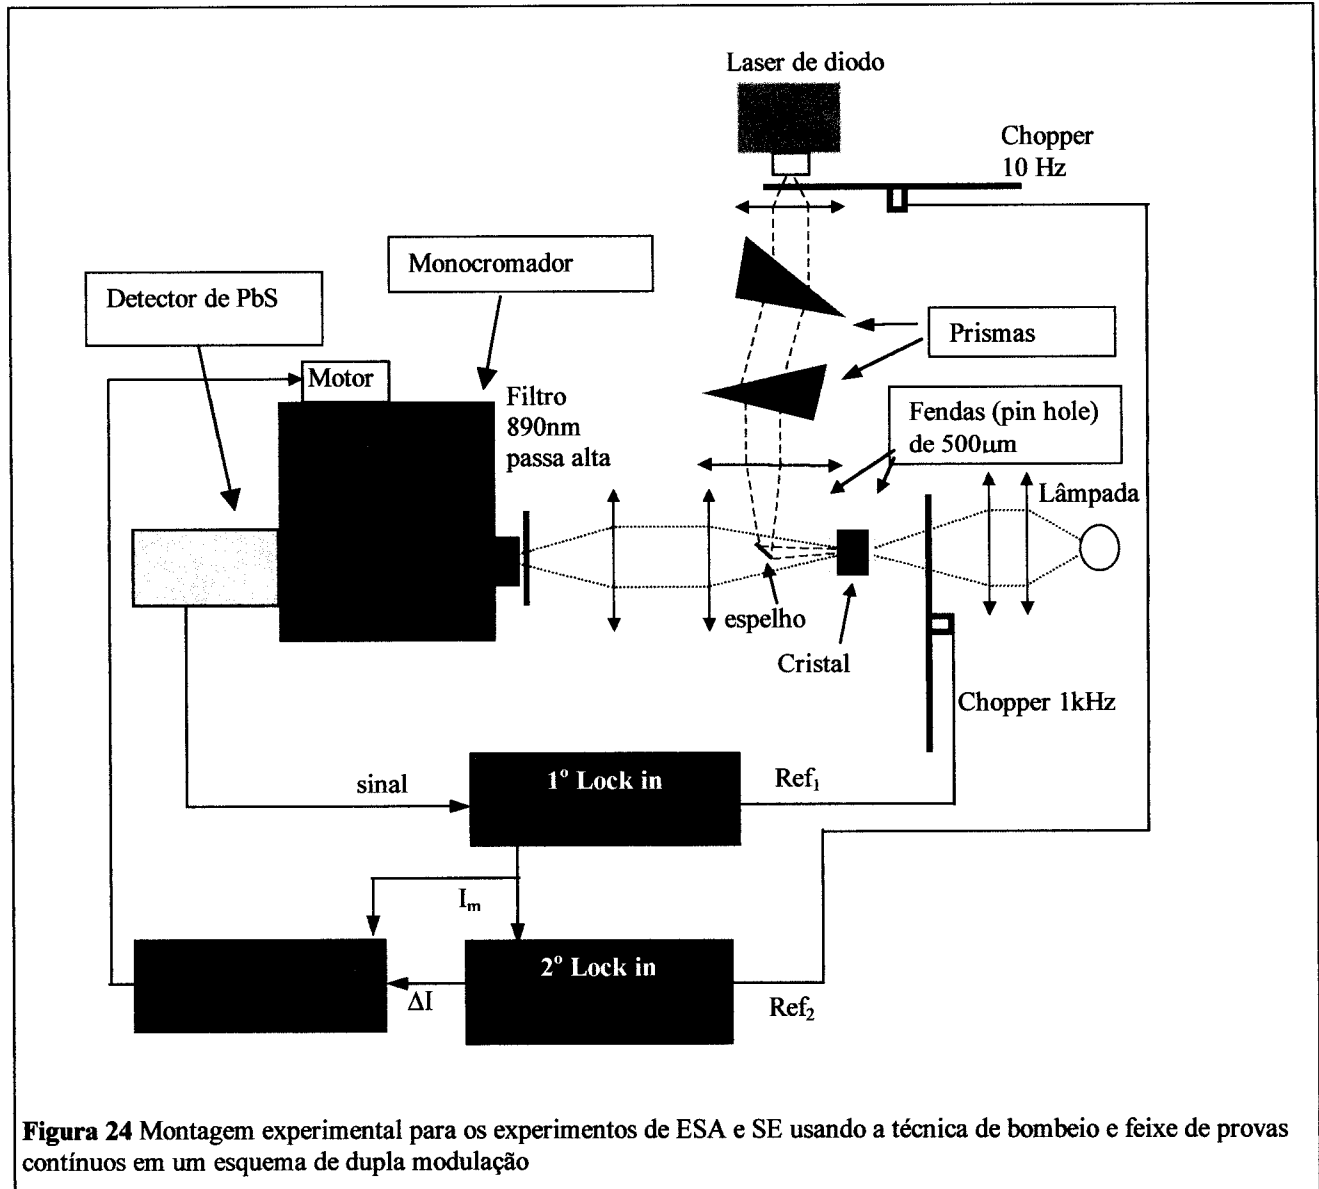 Laser de diodo
Chopper
10 Hz
Monocromador
Detector de PbS
Prismas
Motor
Filtro
890nm
passa alta
Fendas (pin hole)
de 500µm
Lâmpada
espelho
Cristal
Chopper 1kHz
1º Lock in
sinal
Ref₁
Iₘ
2º Lock in
ΔI
Ref₂
Figura 24 Montagem experimental para os experimentos de ESA e SE usando a técnica de bombeio e feixe de provas
contínuos em um esquema de dupla modulação